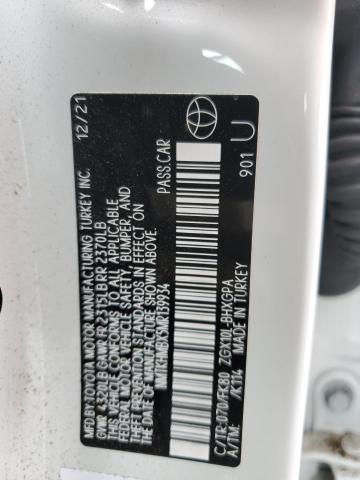 MFD BY: TOYOTA MOTOR MANUFACTURING TURKEY INC. 12/21
GVWR 4320LB GAWR FR 2315LB RR 2370LB
THIS VEHICLE CONFORMS TO ALL APPLICABLE
FEDERAL MOTOR VEHICLE SAFETY, BUMPER, AND
THEFT PREVENTION STANDARDS IN EFFECT ON
THE DATE OF MANUFACTURE SHOWN ABOVE.
PASS.CAR
C/TR:070/FK80 ZGX10L-BHXGPA
A/TM: /K114
MADE IN TURKEY
901 U